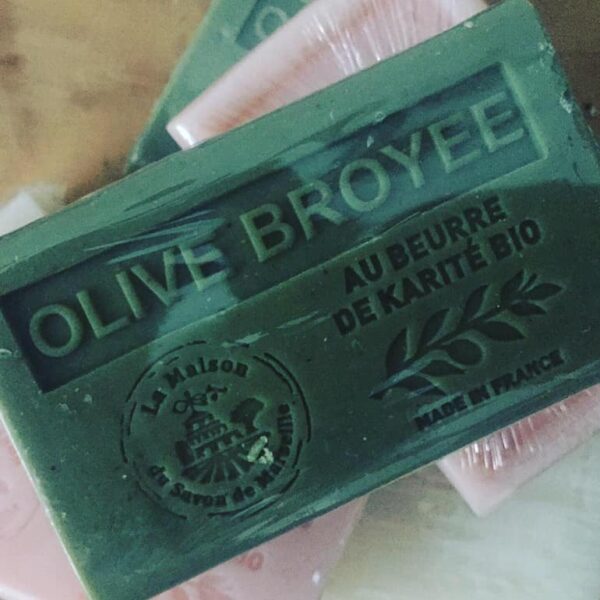 OLIVE BROYEE
AU BEURRE
DE KARITÉ BIO
MADE IN FRANCE
La Maison
du Savon de Marseille